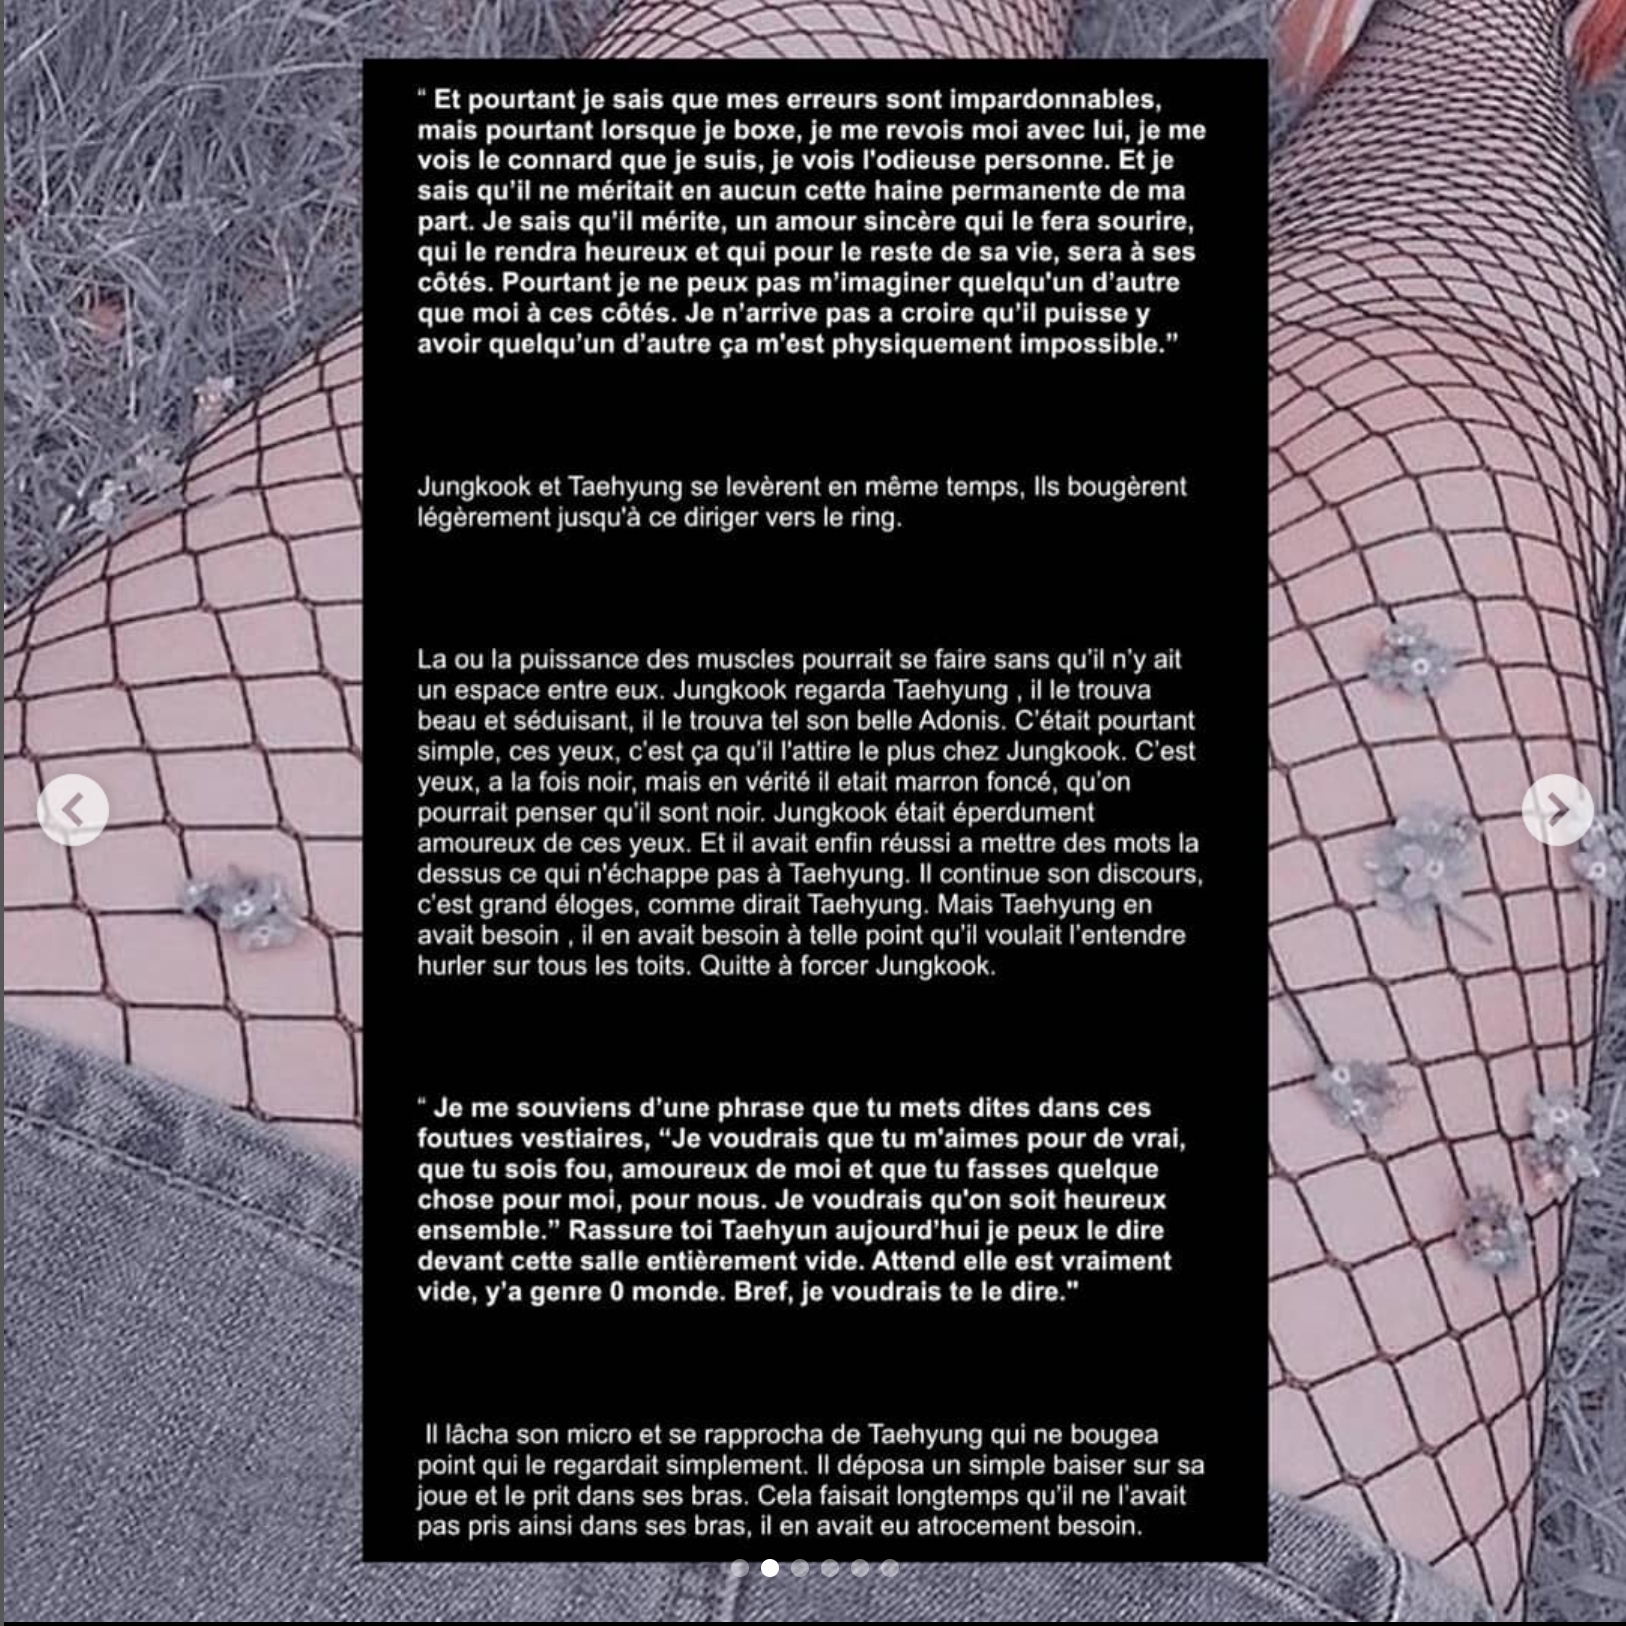 “ Et pourtant je sais que mes erreurs sont impardonnables,
mais pourtant lorsque je boxe, je me revois moi avec lui, je me
vois le connard que je suis, je vois l'odieuse personne. Et je
sais qu’il ne méritait en aucun cette haine permanente de ma
part. Je sais qu’il mérite, un amour sincère qui le fera sourire,
qui le rendra heureux et qui pour le reste de sa vie, sera à ses
côtés. Pourtant je ne peux pas m’imaginer quelqu'un d’autre
que moi à ces côtés. Je n’arrive pas a croire qu’il puisse y
avoir quelqu’un d’autre ça m'est physiquement impossible.”
Jungkook et Taehyung se levèrent en même temps, Ils bougèrent
légèrement jusqu'à ce diriger vers le ring.
La ou la puissance des muscles pourrait se faire sans qu’il n’y ait
un espace entre eux. Jungkook regarda Taehyung , il le trouva
beau et séduisant, il le trouva tel son belle Adonis. C’était pourtant
simple, ces yeux, c’est ça qu’il l'attire le plus chez Jungkook. C’est
yeux, a la fois noir, mais en vérité il etait marron foncé, qu’on
pourrait penser qu’il sont noir. Jungkook était éperdument
amoureux de ces yeux. Et il avait enfin réussi a mettre des mots la
dessus ce qui n'échappe pas à Taehyung. Il continue son discours,
c’est grand éloges, comme dirait Taehyung. Mais Taehyung en
avait besoin , il en avait besoin à telle point qu’il voulait l’entendre
hurler sur tous les toits. Quitte à forcer Jungkook.
“ Je me souviens d’une phrase que tu mets dites dans ces
foutues vestiaires, “Je voudrais que tu m'aimes pour de vrai,
que tu sois fou, amoureux de moi et que tu fasses quelque
chose pour moi, pour nous. Je voudrais qu'on soit heureux
ensemble.” Rassure toi Taehyun aujourd’hui je peux le dire
devant cette salle entièrement vide. Attend elle est vraiment
vide, y’a genre 0 monde. Bref, je voudrais te le dire."
Il lâcha son micro et se rapprocha de Taehyung qui ne bougea
point qui le regardait simplement. Il déposa un simple baiser sur sa
joue et le prit dans ses bras. Cela faisait longtemps qu’il ne l’avait
pas pris ainsi dans ses bras, il en avait eu atrocement besoin.